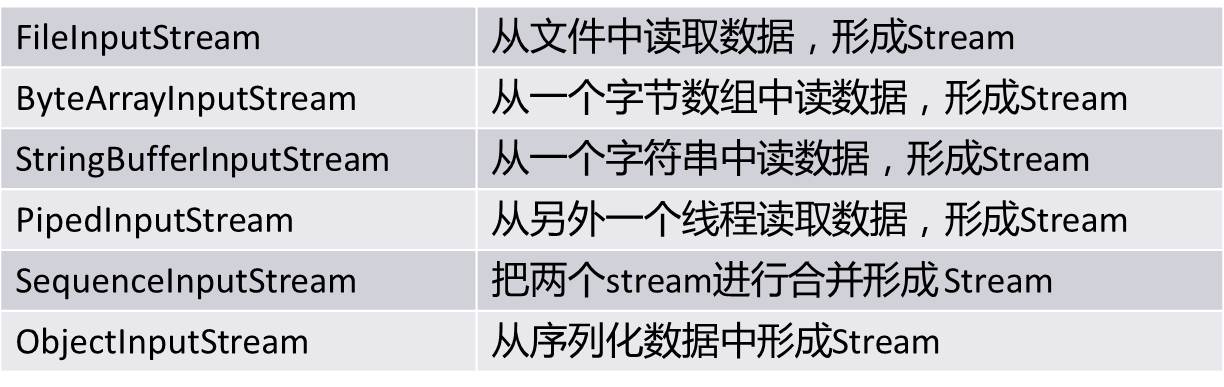 FileInputStream 从文件中读取数据，形成Stream
ByteArrayInputStream 从一个字节数组中读数据，形成Stream
StringBufferInputStream 从一个字符串中读数据，形成Stream
PipedInputStream 从另外一个线程读取数据，形成Stream
SequenceInputStream 把两个stream进行合并形成 Stream
ObjectInputStream 从序列化数据中形成Stream